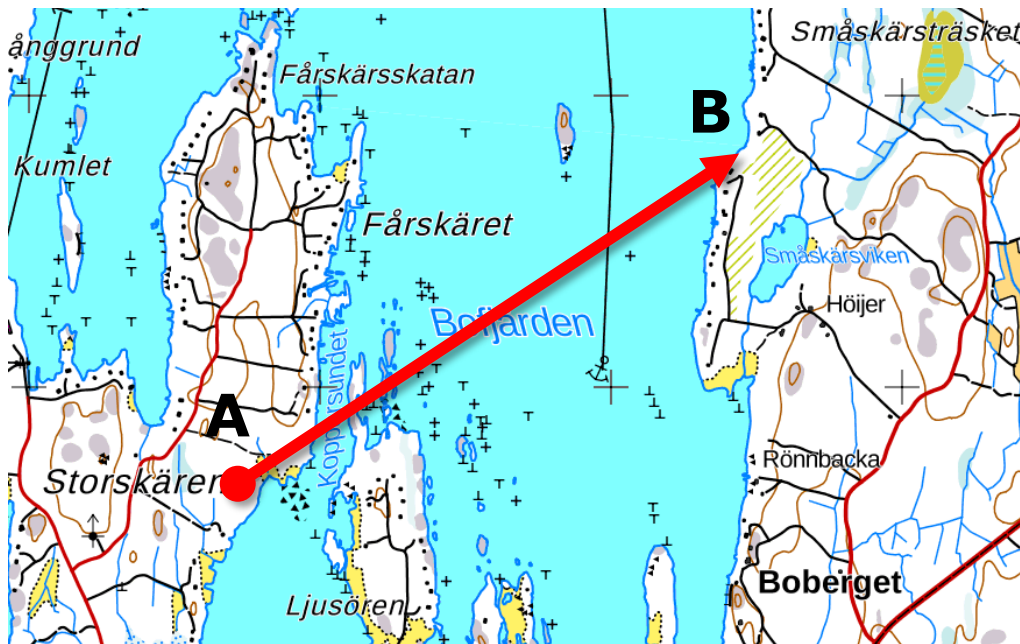 Småskärsträsket
ånggrund
Fårskärsskatan
B
Kumlet
Fårskäret
Småskärsviken
Höijer
Bofjärden
Kopparsundet
A
Rönnbacka
Storskären
Boberget
Ljusören